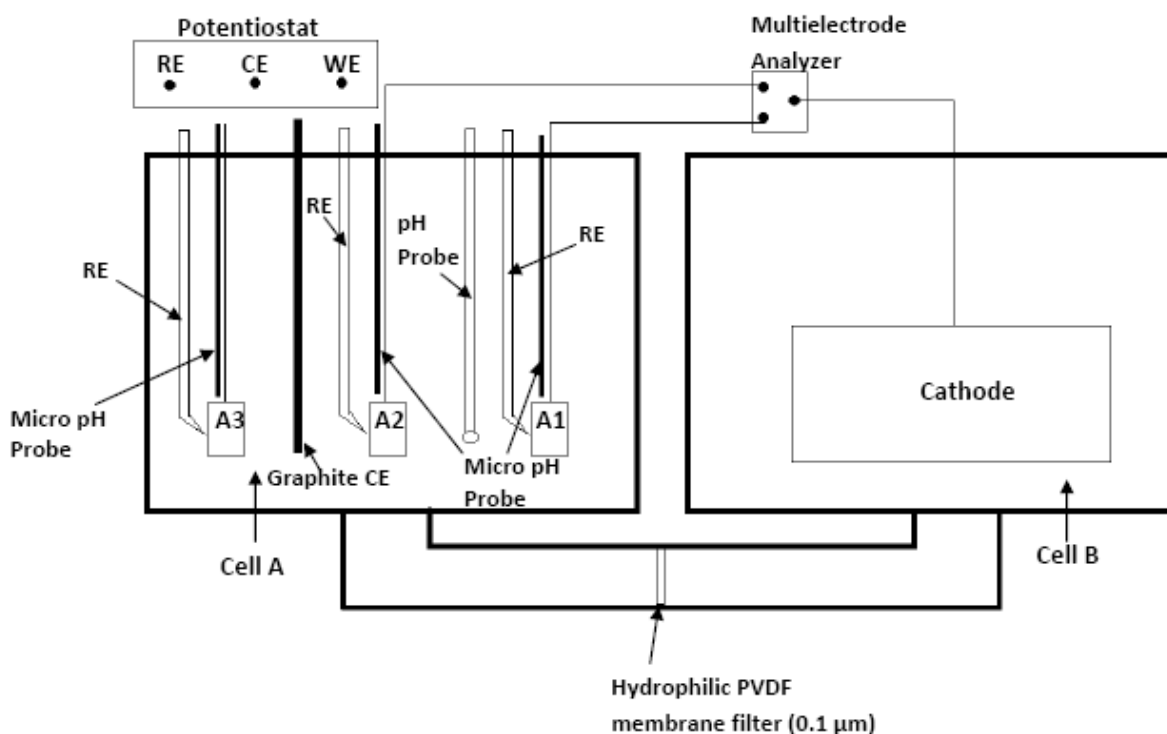 Potentiostat
RE CE WE
Multielectrode
Analyzer
RE
pH
Probe
RE
RE
Micro pH
Probe
A3
A2
A1
Graphite CE
Micro pH
Probe
Cathode
Cell A
Cell B
Hydrophilic PVDF
membrane filter (0.1 µm)